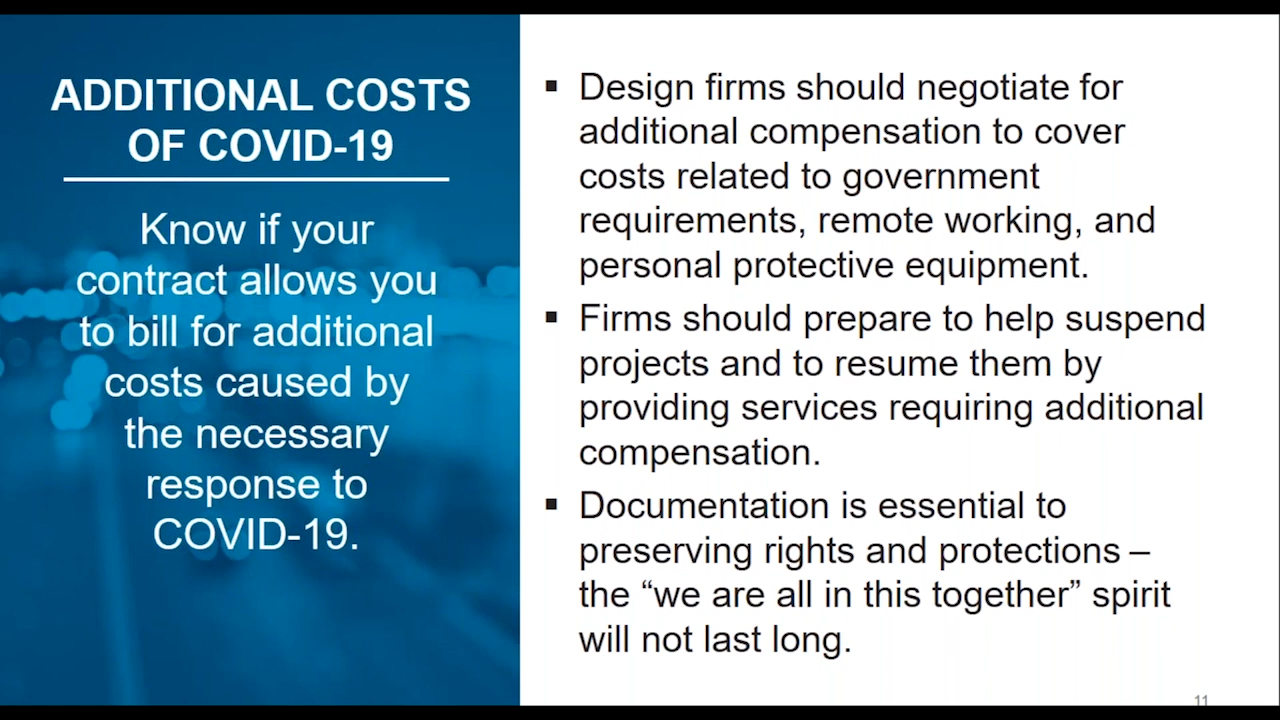 ADDITIONAL COSTS
OF COVID-19
Know if your
contract allows you
to bill for additional
costs caused by
the necessary
response to
COVID-19.
▪ Design firms should negotiate for
additional compensation to cover
costs related to government
requirements, remote working, and
personal protective equipment.
▪ Firms should prepare to help suspend
projects and to resume them by
providing services requiring additional
compensation.
▪ Documentation is essential to
preserving rights and protections –
the “we are all in this together” spirit
will not last long.
11